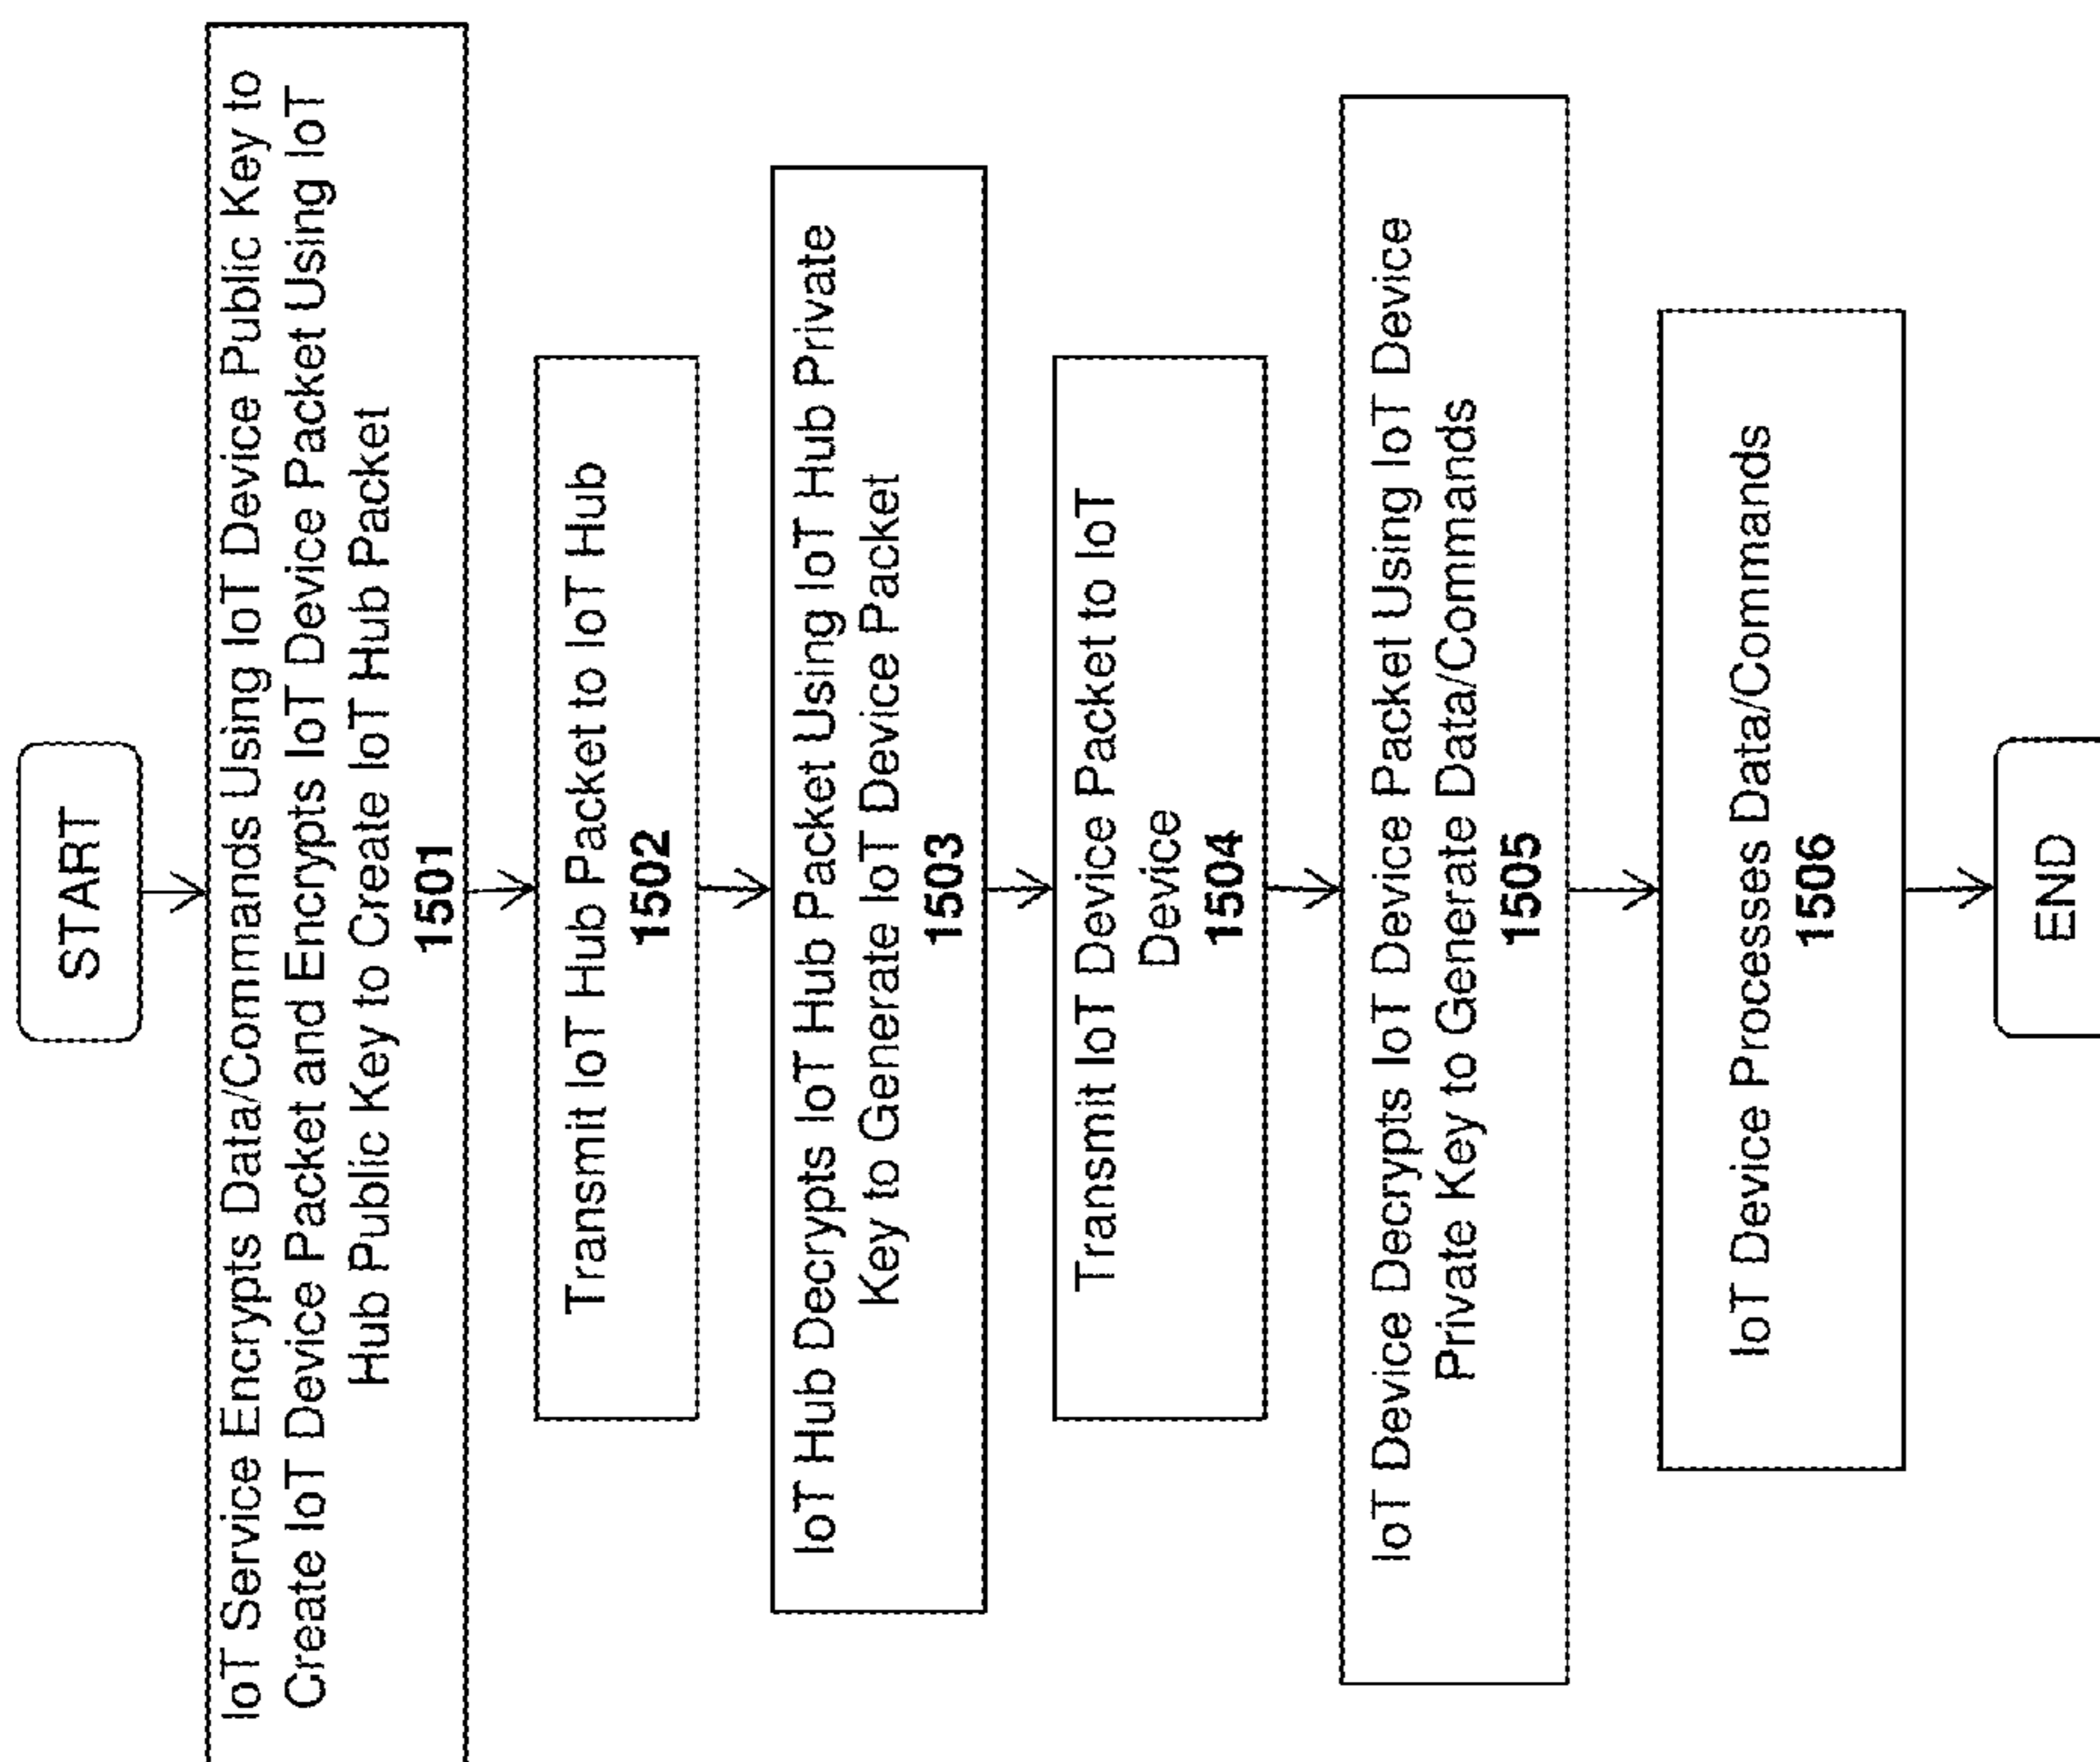 START
IoT Service Encrypts Data/Commands Using IoT Device Public Key to
Create IoT Device Packet and Encrypts IoT Device Packet Using IoT
Hub Public Key to Create IoT Hub Packet
1501
Transmit IoT Hub Packet to IoT Hub
1502
IoT Hub Decrypts IoT Hub Packet Using IoT Hub Private
Key to Generate IoT Device Packet
1503
Transmit IoT Device Packet to IoT
Device
1504
IoT Device Decrypts IoT Device Packet Using IoT Device
Private Key to Generate Data/Commands
1505
IoT Device Processes Data/Commands
1506
END